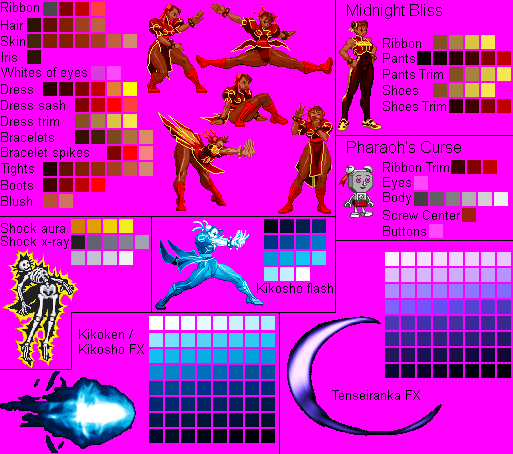 Ribbon
Hair
Skin
Iris
Whites of eyes
Dress
Dress sash
Dress trim
Bracelets
Bracelet spikes
Tights
Boots
Blush
Midnight Bliss
Ribbon
Pants
Pants Trim
Shoes
Shoes Trim
Pharaoh's Curse
Ribbon Trim
Eyes
Body
Screw Center
Buttons
Shock aura
Shock x-ray
Kikosho flash
Kikoken /
Kikosho FX
Tenseiranka FX